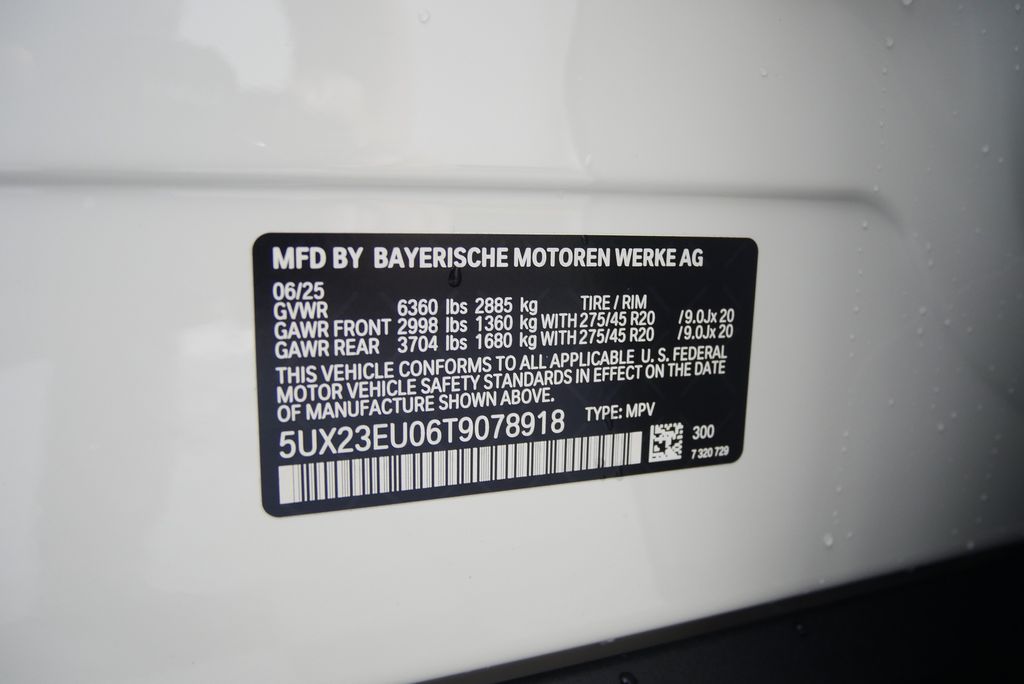 MFD BY BAYERISCHE MOTOREN WERKE AG
06/25
GVWR 6360 lbs 2885 kg TIRE / RIM
GAWR FRONT 2998 lbs 1360 kg WITH 275/45 R20 /9.0Jx 20
GAWR REAR 3704 lbs 1680 kg WITH 275/45 R20 /9.0Jx 20
THIS VEHICLE CONFORMS TO ALL APPLICABLE U.S. FEDERAL
MOTOR VEHICLE SAFETY STANDARDS IN EFFECT ON THE DATE
OF MANUFACTURE SHOWN ABOVE.
5UX23EU06T9078918 TYPE: MPV
300
7 320 729